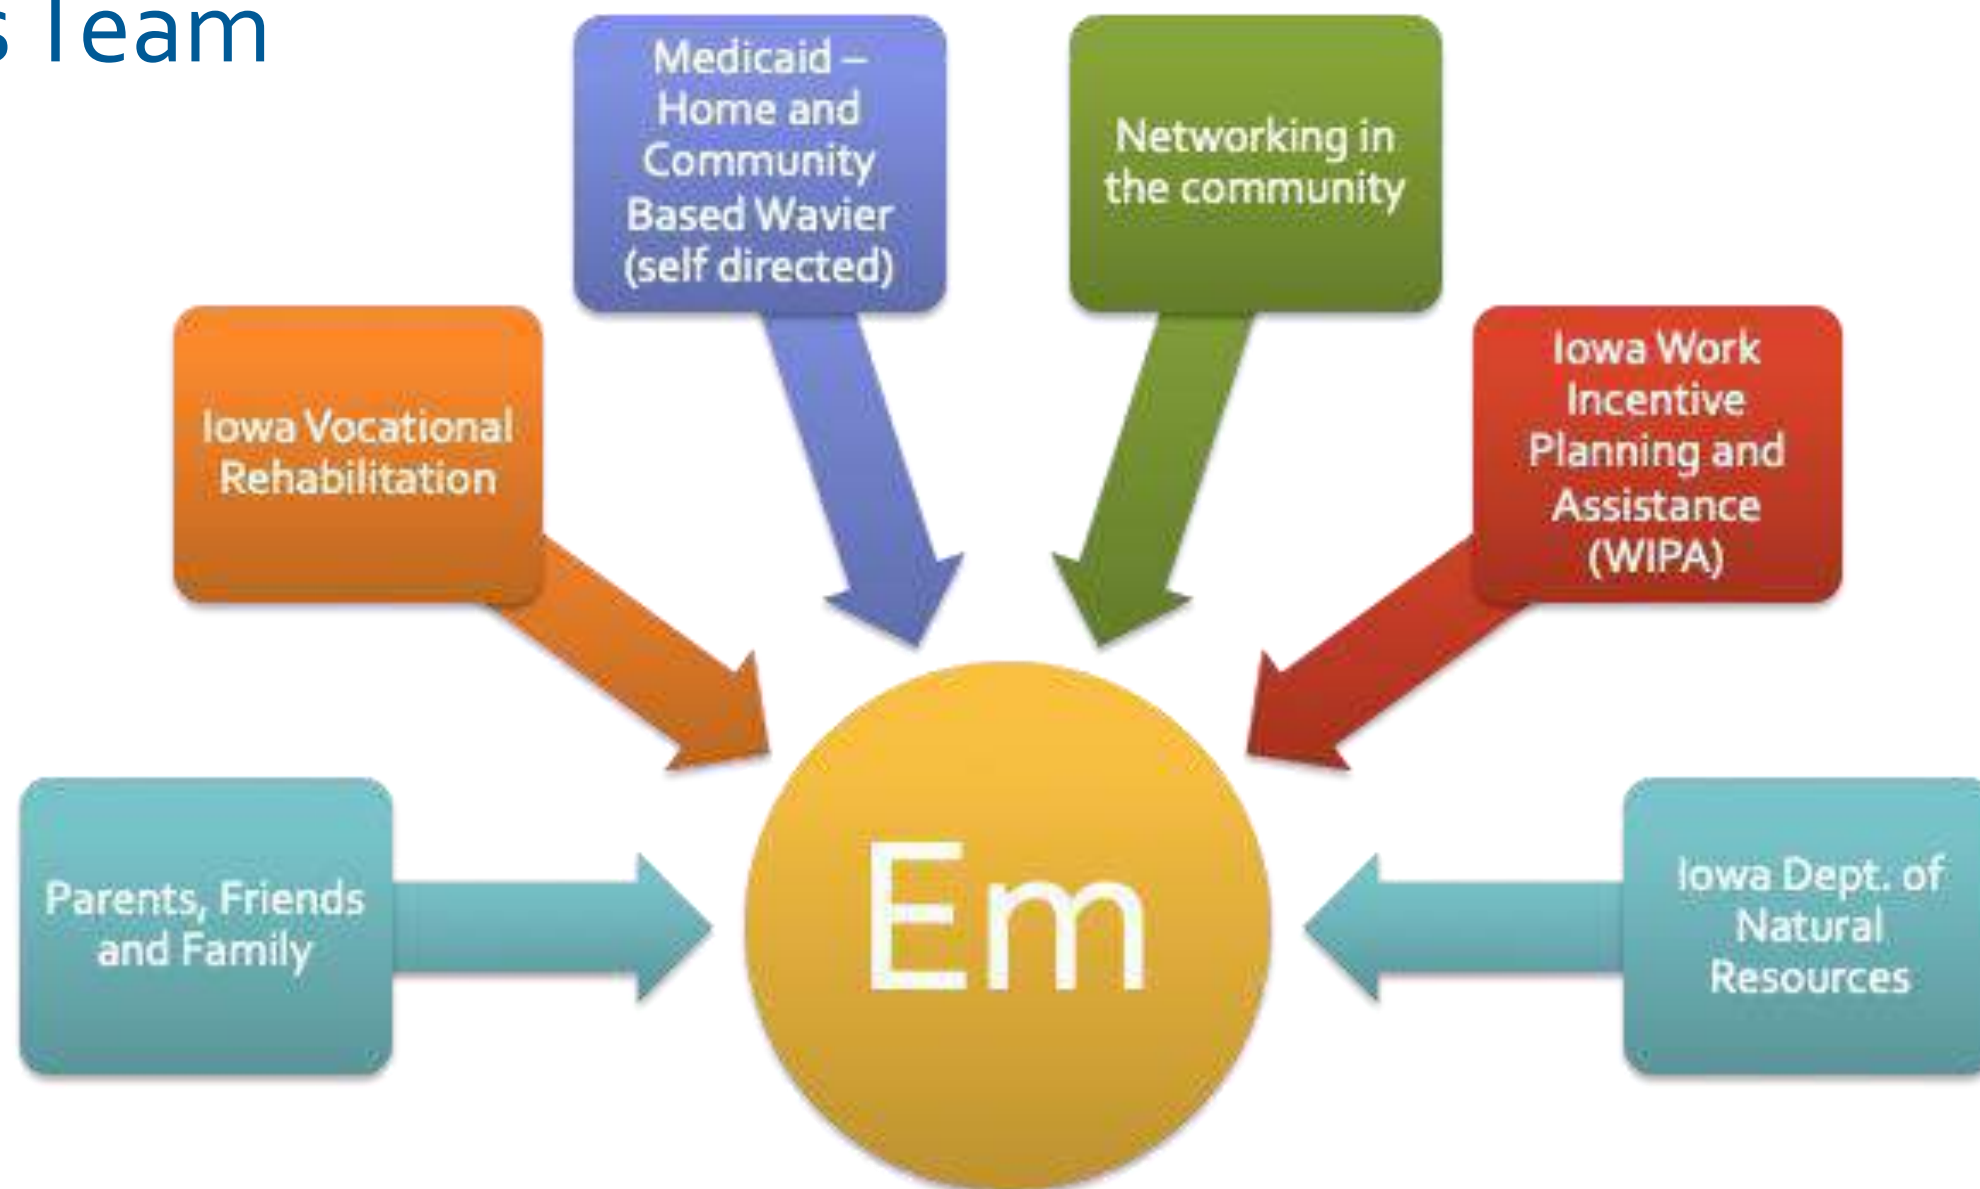 s Team
Medicaid –
Home and
Community
Based Wavier
(self directed)
Networking in
the community
Iowa Vocational
Rehabilitation
Iowa Work
Incentive
Planning and
Assistance
(WIPA)
Parents, Friends
and Family
Em
Iowa Dept. of
Natural
Resources